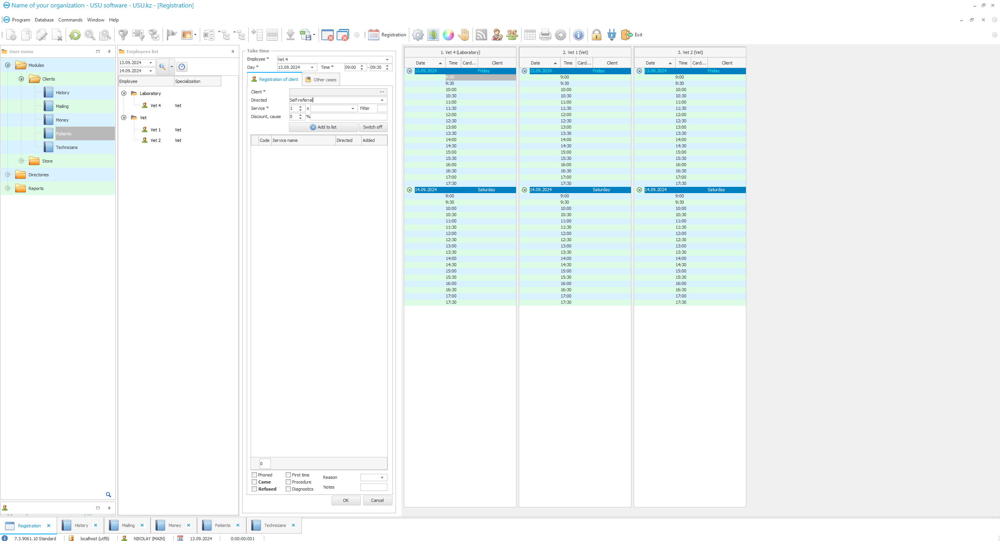 Name of your organization - USU software - USU.kz - [Registration]
Program Database Commands Window Help
Registration
Exit
User menu
Modules
Clients
History
Mailing
Money
Patients
Technicians
Store
Directories
Reports
Employees list
13.09.2024
14.09.2024
Employee Specialization
Laboratory
Vet 4 Vet
Vet
Vet 1 Vet
Vet 2 Vet
Take time
Employee * Vet 4
Day * 13.09.2024 Time * 09:00 - 09:30
Registration of client Other cases
Client * ...
Directed Self-referral
Service * 1 x Filter
Discount, cause 0 %
Add to list Switch off
Code Service name Directed Added
0
Phoned First time Reason
Came Procedure
Refused Diagnostics Notes
OK Cancel
1. Vet 4 (Laboratory)
Date Time Card... Client
13.09.2024 Friday
9:00
9:30
10:00
10:30
11:00
11:30
12:00
12:30
13:00
13:30
14:00
14:30
15:00
15:30
16:00
16:30
17:00
17:30
14.09.2024 Saturday
9:00
9:30
10:00
10:30
11:00
11:30
12:00
12:30
13:00
13:30
14:00
14:30
15:00
15:30
16:00
16:30
17:00
17:30
2. Vet 1 (Vet)
Date Time Card... Client
13.09.2024 Friday
9:00
9:30
10:00
10:30
11:00
11:30
12:00
12:30
13:00
13:30
14:00
14:30
15:00
15:30
16:00
16:30
17:00
17:30
14.09.2024 Saturday
9:00
9:30
10:00
10:30
11:00
11:30
12:00
12:30
13:00
13:30
14:00
14:30
15:00
15:30
16:00
16:30
17:00
17:30
3. Vet 2 (Vet)
Date Time Card... Client
13.09.2024 Friday
9:00
9:30
10:00
10:30
11:00
11:30
12:00
12:30
13:00
13:30
14:00
14:30
15:00
15:30
16:00
16:30
17:00
17:30
14.09.2024 Saturday
9:00
9:30
10:00
10:30
11:00
11:30
12:00
12:30
13:00
13:30
14:00
14:30
15:00
15:30
16:00
16:30
17:00
17:30
Registration History Mailing Money Patients Technicians
7.3.9061.10 Standard localhost (utf8) NIKOLAY (MAIN) 31 13.09.2024 0:00:00:001